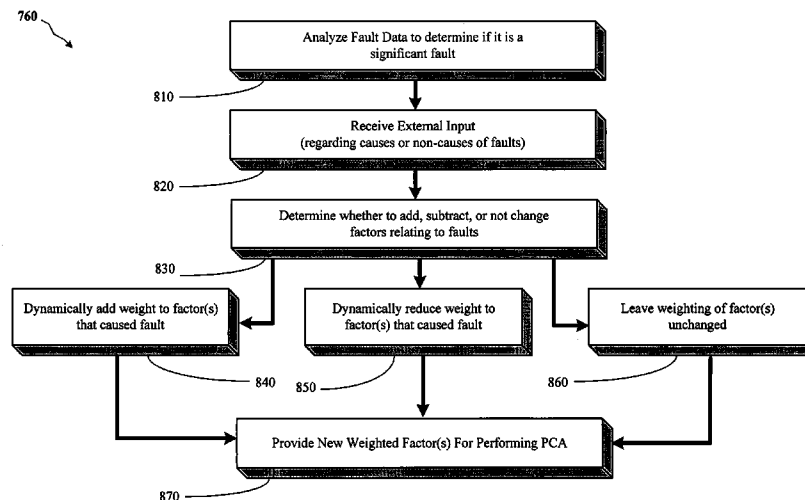 760
Analyze Fault Data to determine if it is a
significant fault
810
Receive External Input
(regarding causes or non-causes of faults)
820
Determine whether to add, subtract, or not change
factors relating to faults
830
Dynamically add weight to factor(s)
that caused fault
840
Dynamically reduce weight to
factor(s) that caused fault
850
Leave weighting of factor(s)
unchanged
860
Provide New Weighted Factor(s) For Performing PCA
870